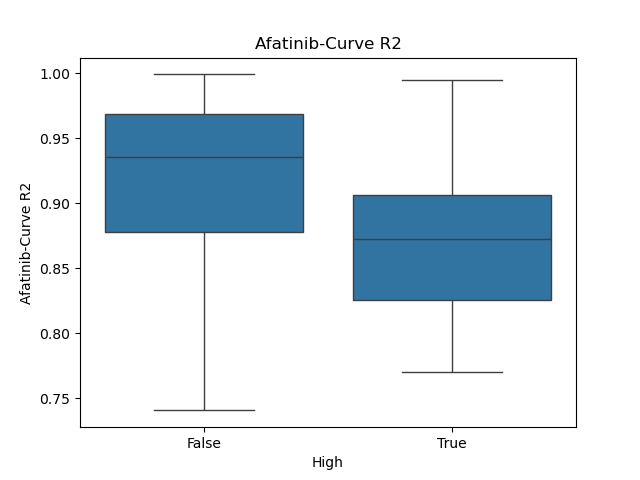 Afatinib-Curve R2
Afatinib-Curve R2
1.00
0.95
0.90
0.85
0.80
0.75
False
True
High